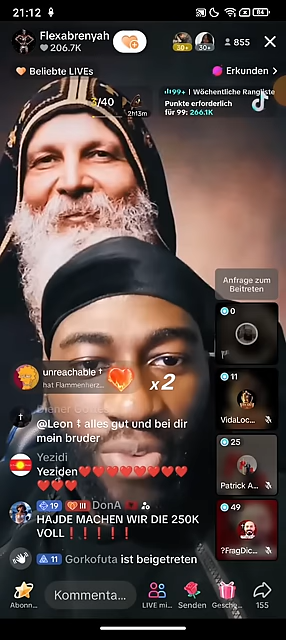 21:12
84
Flexabrenyah
206.7K
30+
30+
855
Beliebte LIVEs
Erkunden >
/40
2h13m
99+ | Wöchentliche Rangliste
Punkte erforderlich
für 99: 266.1K
Anfrage zum
Beitreten
0
11
VidaLoc...
25
Patrick A...
49
?FragDic...
unreachable †
hat Flammenherz...
x2
@Leon alles gut und bei dir
mein bruder
Yezidi
Yeziden❤️❤️❤️❤️❤️❤️❤️❤️
❤️❤️❤️
19
III
DonA
HAJDE MACHEN WIR DIE 250K
VOLL❗❗❗❗❗
11
Gorkofuta ist beigetreten
Abonn...
Kommenta...
LIVE mi...
Senden
Gesche...
155